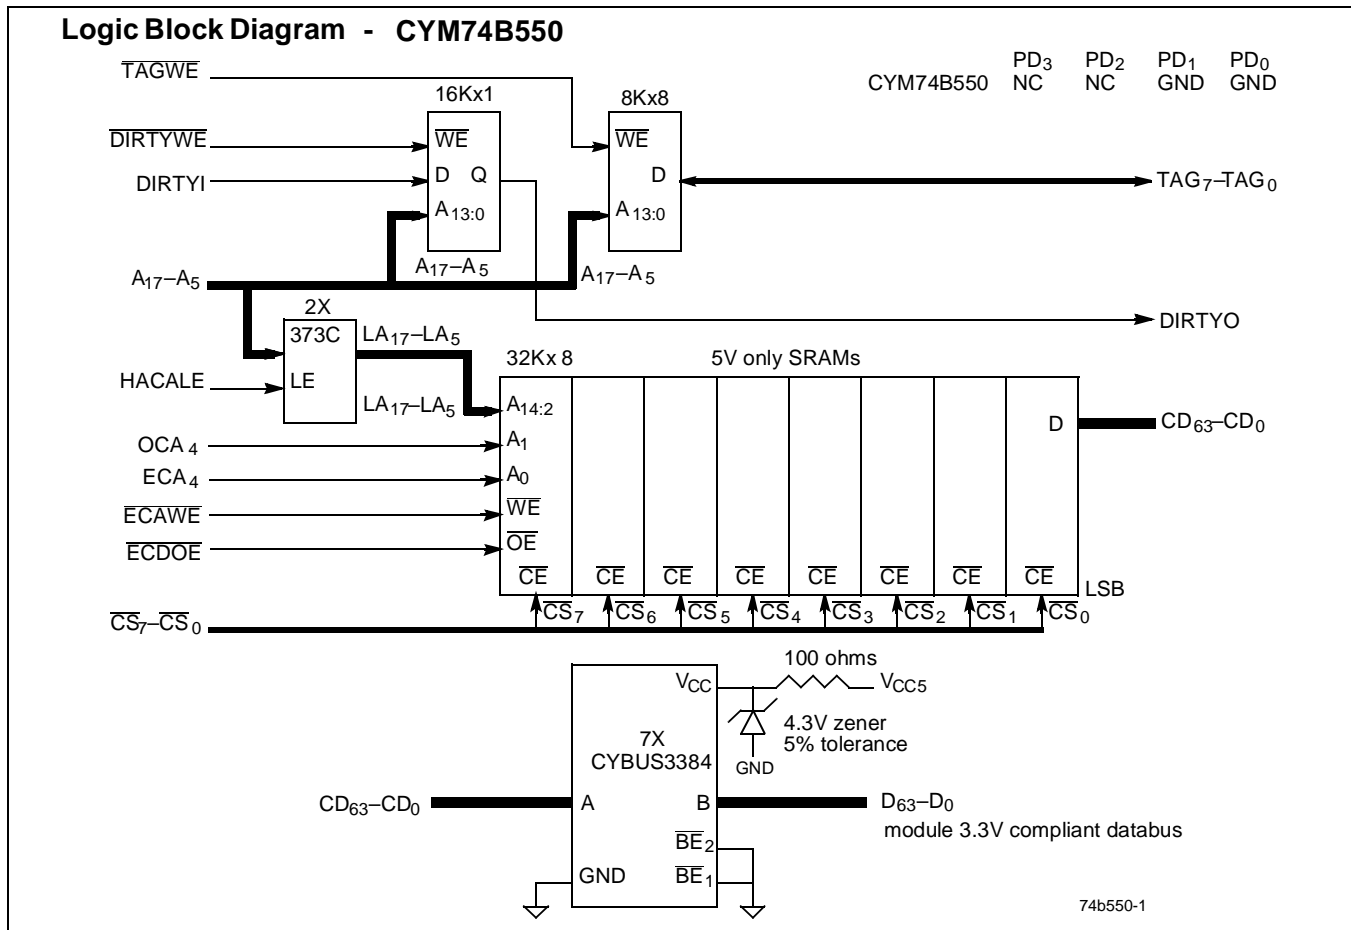 Logic Block Diagram - CYM74B550
PD3 PD2 PD1 PD0
CYM74B550 NC NC GND GND
TAGWE
16Kx1
8Kx8
DIRTYWE
WE
WE
DIRTYI
D Q
D
TAG7–TAG0
A13:0
A13:0
A17–A5
A17–A5
A17–A5
2X
373C
LA17–LA5
DIRTYO
32Kx 8
5V only SRAMs
HACALE
LE
LA17–LA5
A14:2
D
CD63–CD0
OCA4
A1
ECA4
A0
ECAWE
WE
ECDOE
OE
CE CE CE CE CE CE CE CE
LSB
CS7–CS0
CS7 CS6 CS5 CS4 CS3 CS2 CS1 CS0
100 ohms
VCC
VCC5
4.3V zener
5% tolerance
GND
7X
CYBUS3384
CD63–CD0
A
B
D63–D0
module 3.3V compliant databus
BE2
GND
BE1
74b550-1